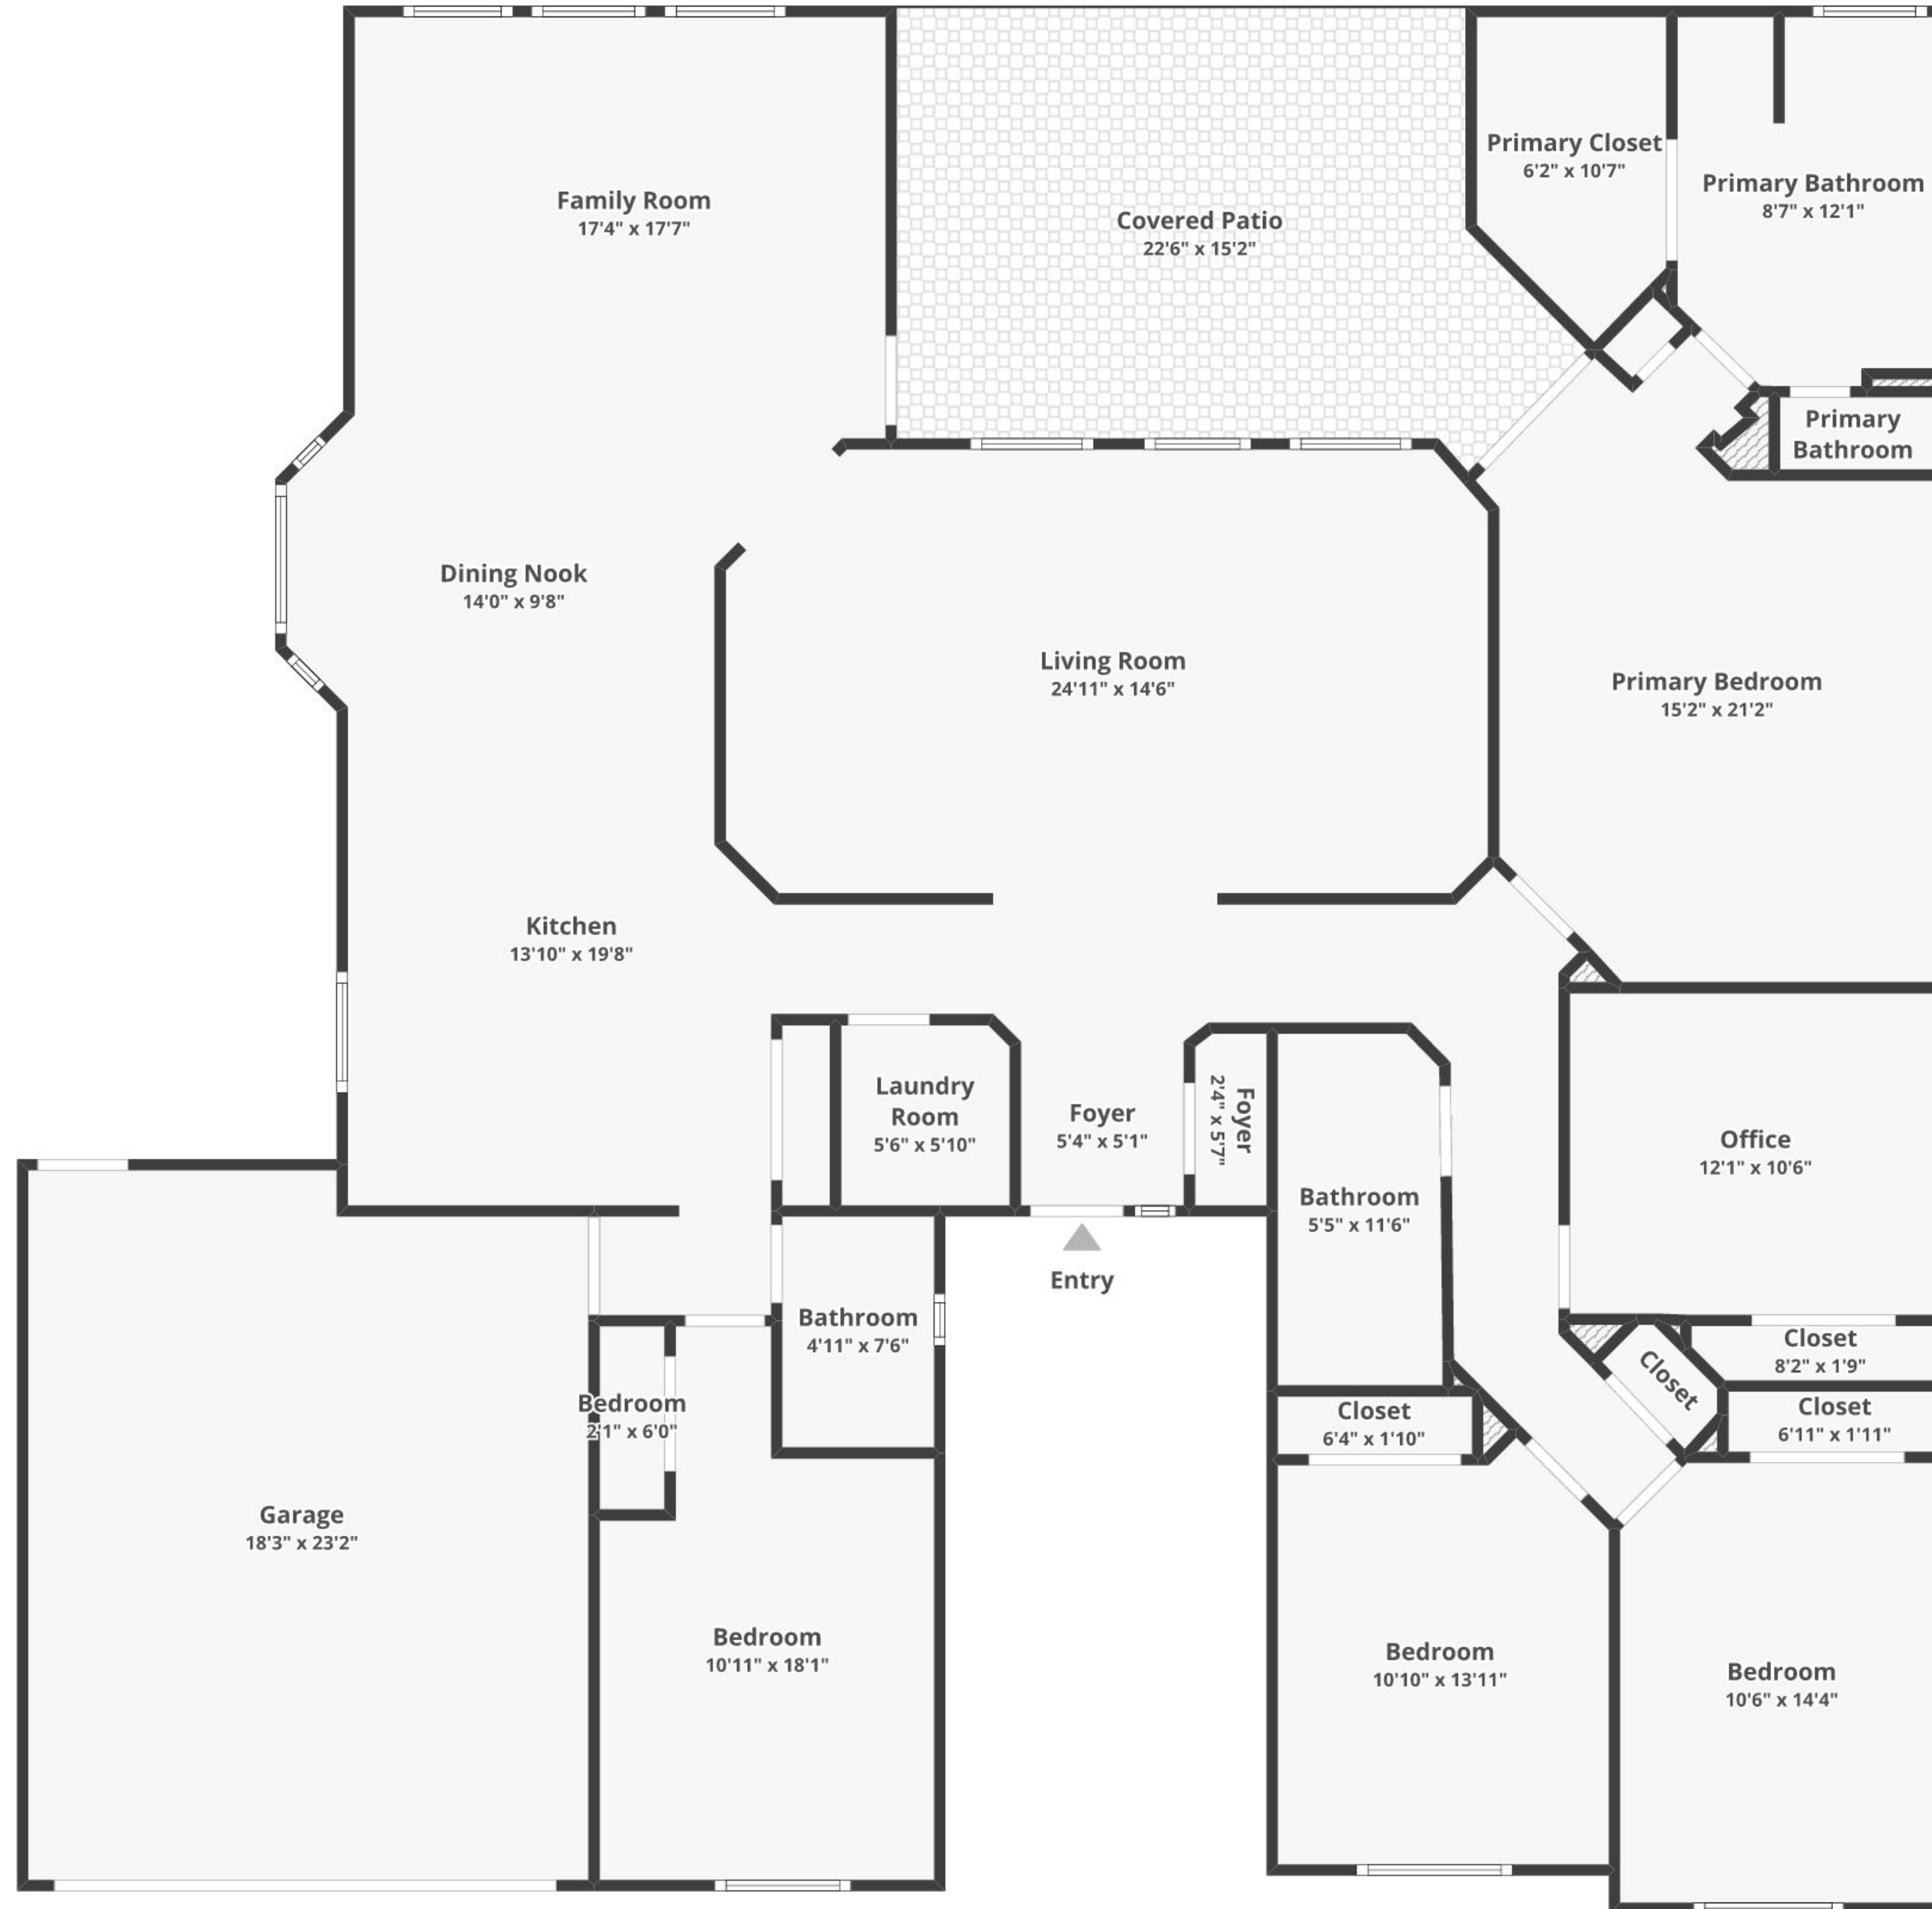 Family Room
17'4" x 17'7"
Covered Patio
22'6" x 15'2"
Primary Closet
6'2" x 10'7"
Primary Bathroom
8'7" x 12'1"
Primary
Bathroom
Dining Nook
14'0" x 9'8"
Living Room
24'11" x 14'6"
Primary Bedroom
15'2" x 21'2"
Kitchen
13'10" x 19'8"
Laundry
Room
5'6" x 5'10"
Foyer
5'4" x 5'1"
Foyer
2'4" x 5'7"
Office
12'1" x 10'6"
Bathroom
5'5" x 11'6"
Entry
Bathroom
4'11" x 7'6"
Closet
8'2" x 1'9"
Closet
Closet
6'11" x 1'11"
Bedroom
2'1" x 6'0"
Closet
6'4" x 1'10"
Garage
18'3" x 23'2"
Bedroom
10'11" x 18'1"
Bedroom
10'10" x 13'11"
Bedroom
10'6" x 14'4"